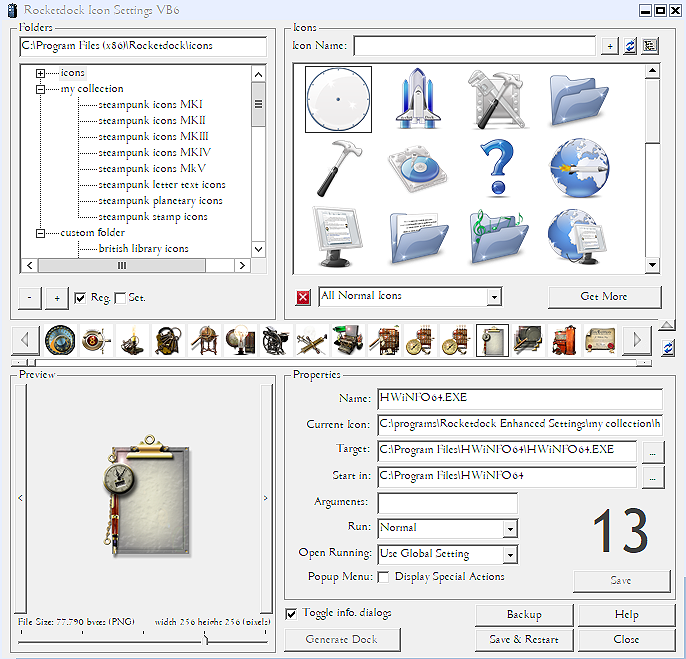 Rocketdock Icon Settings VB6
Folders
C:\Program Files (x86)\Rocketdock\icons
icons
my collection
steampunk icons MKI
steampunk icons MKII
steampunk icons MKIII
steampunk icons MKIV
steampunk icons MkV
steampunk letter text icons
steampunk planetary icons
steampunk stamp icons
custom folder
british library icons
- + Reg. Set.
Icons
Icon Name: +
All Normal Icons Get More
Preview
File Size: 77,790 bytes (PNG) width 256 height 256 (pixels)
Properties
Name: HWiNFO64.EXE
Current Icon: C:\programs\Rocketdock Enhanced Settings\my collection\h
Target: C:\Program Files\HWiNFO64\HWiNFO64.EXE ...
Start in: C:\Program Files\HWiNFO64 ...
Arguments:
Run: Normal
Open Running: Use Global Setting
Popup Menu: Display Special Actions
13
Save
Toggle info. dialogs
Backup Help
Generate Dock Save & Restart Close